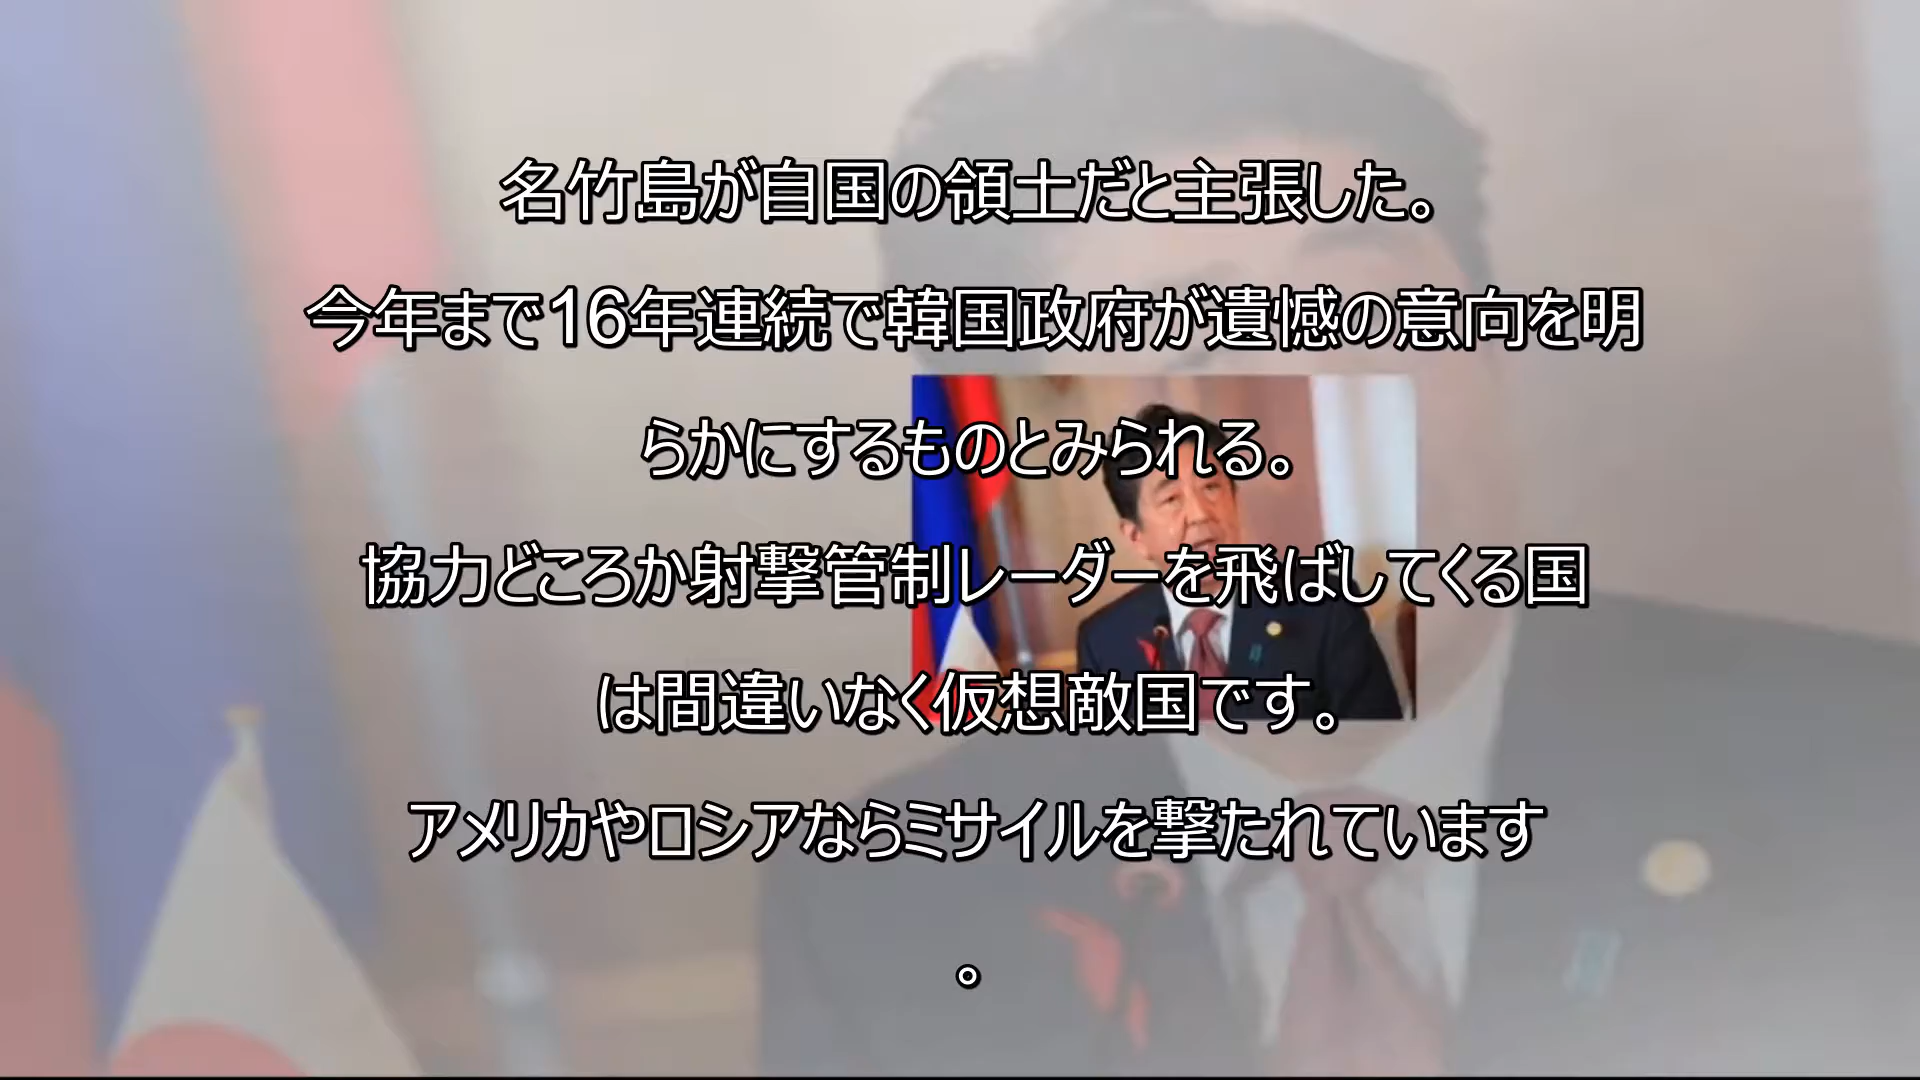 名竹島が自国の領土だと主張した。
今年まで16年連続で韓国政府が遺憾の意向を明
らかにするものとみられる。
協力どころか射撃管制レーダーを飛ばしてくる国
は間違いなく仮想敵国です。
アメリカやロシアならミサイルを撃たれています
。